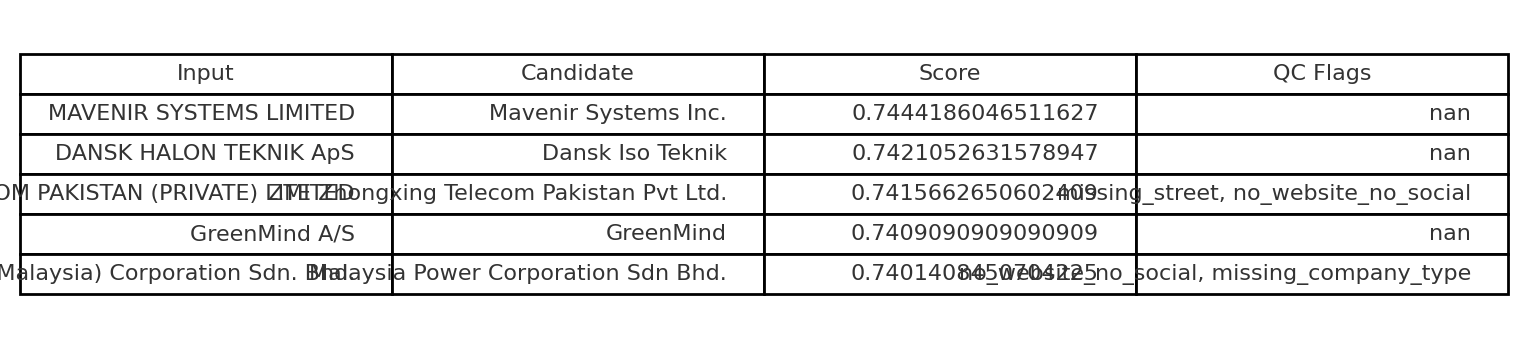 Input Candidate Score QC Flags
MAVENIR SYSTEMS LIMITED Mavenir Systems Inc. 0.7444186046511627 nan
DANSK HALON TEKNIK ApS Dansk Iso Teknik 0.7421052631578947 nan
OM PAKISTAN (PRIVATE) LIMITED ZTE Zhongxing Telecom Pakistan Pvt Ltd. 0.7415662650602409 missing_street, no_website_no_social
GreenMind A/S GreenMind 0.7409090909090909 nan
Malaysia) Corporation Sdn. Bhd. Malaysia Power Corporation Sdn Bhd. 0.7401408450704225 no_website_no_social, missing_company_type